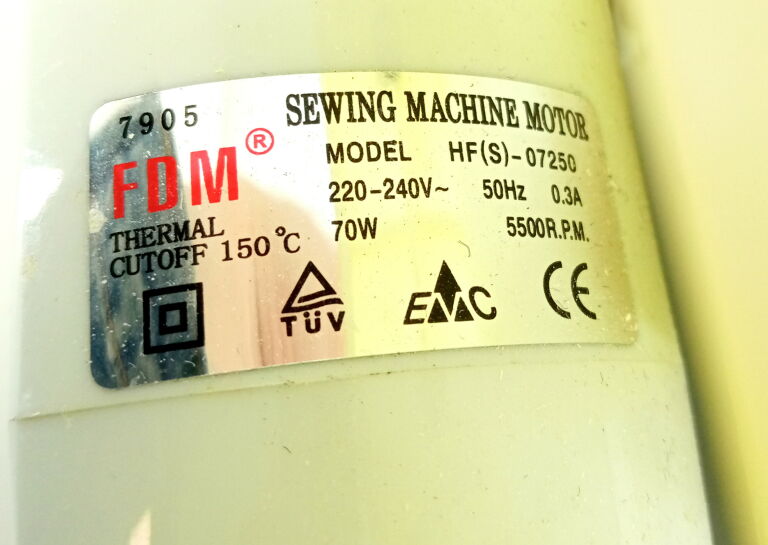 7905
SEWING MACHINE MOTOR
FDM®
MODEL HF(S)-07250
220-240V~ 50Hz 0.3A
70W 5500R.P.M.
THERMAL
CUTOFF 150°C
TÜV
EMC
CE